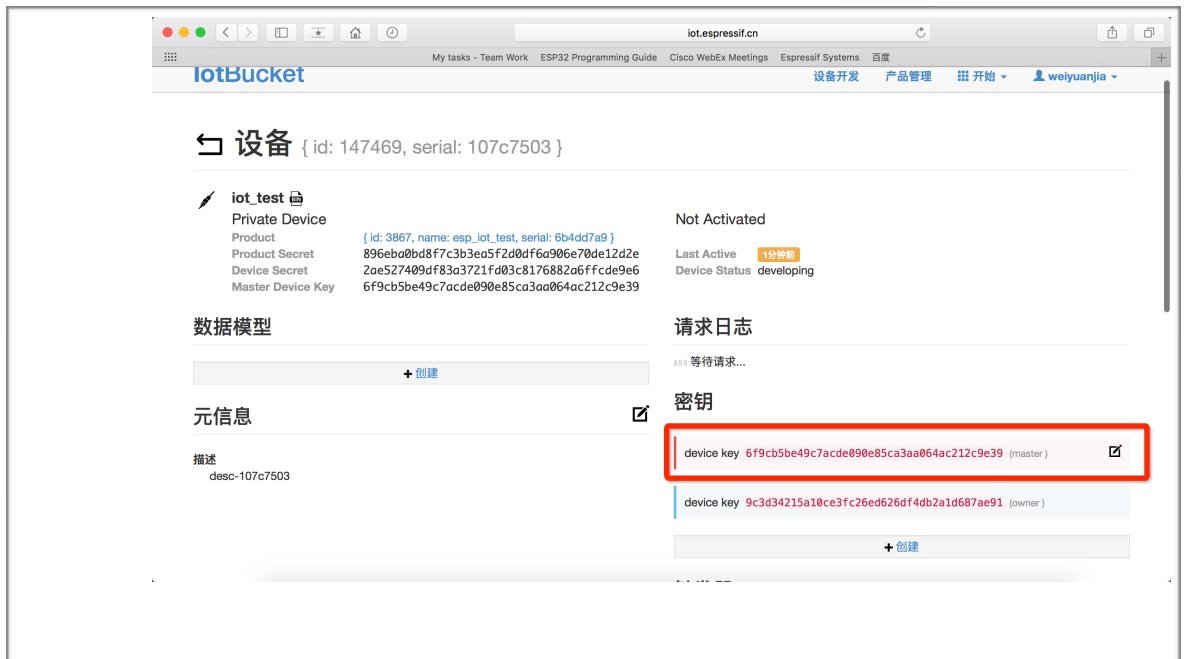 iot.espressif.cn
My tasks - Team Work ESP32 Programming Guide Cisco WebEx Meetings Espressif Systems 百度
IotBucket 设备开发 产品管理 开始 weiyuanjia
设备 { id: 147469, serial: 107c7503 }
iot_test
Private Device
Product { id: 3867, name: esp_iot_test, serial: 6b4dd7a9 }
Product Secret 896eba0bd8f7c3b3ea5f2d0df6a906e70de12d2e
Device Secret 2ae527409df83a3721fd03c8176882a6ffcde9e6
Master Device Key 6f9cb5be49c7acde090e85ca3aa064ac212c9e39
Not Activated
Last Active 1分钟前
Device Status developing
数据模型
创建
元信息
描述
desc-107c7503
请求日志
等待请求...
密钥
device key 6f9cb5be49c7acde090e85ca3aa064ac212c9e39 (master )
device key 9c3d34215a10ce3fc26ed626df4db2a1d687ae91 (owner )
创建